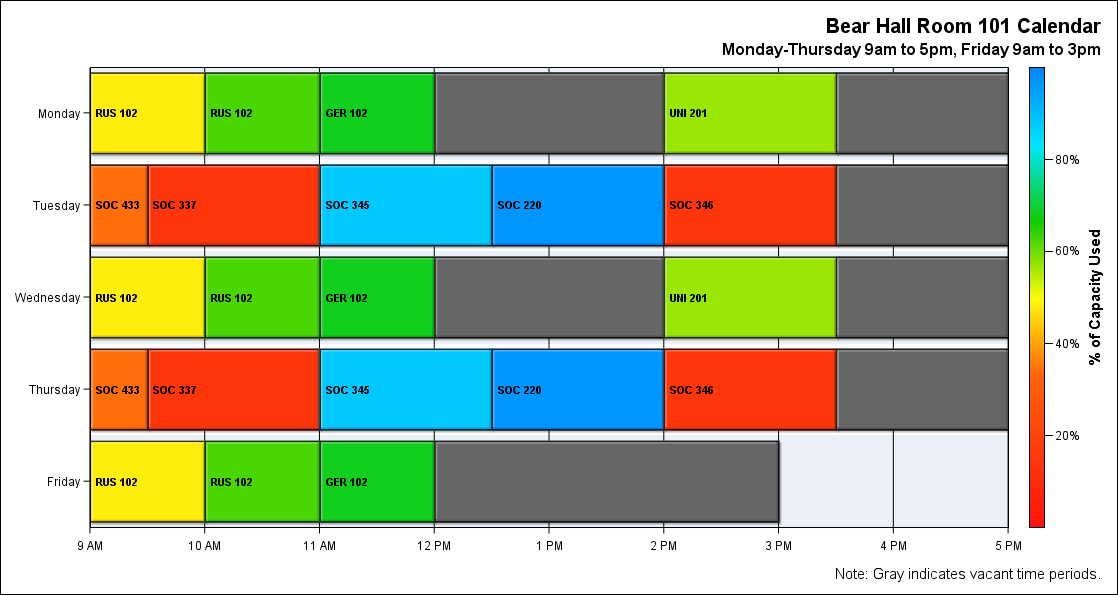 Bear Hall Room 101 Calendar
Monday-Thursday 9am to 5pm, Friday 9am to 3pm
Monday RUS 102 RUS 102 GER 102 UNI 201
Tuesday SOC 433 SOC 337 SOC 345 SOC 220 SOC 346
Wednesday RUS 102 RUS 102 GER 102 UNI 201
Thursday SOC 433 SOC 337 SOC 345 SOC 220 SOC 346
Friday RUS 102 RUS 102 GER 102
9 AM 10 AM 11 AM 12 PM 1 PM 2 PM 3 PM 4 PM 5 PM
80%
60%
40%
20%
% of Capacity Used
Note: Gray indicates vacant time periods.